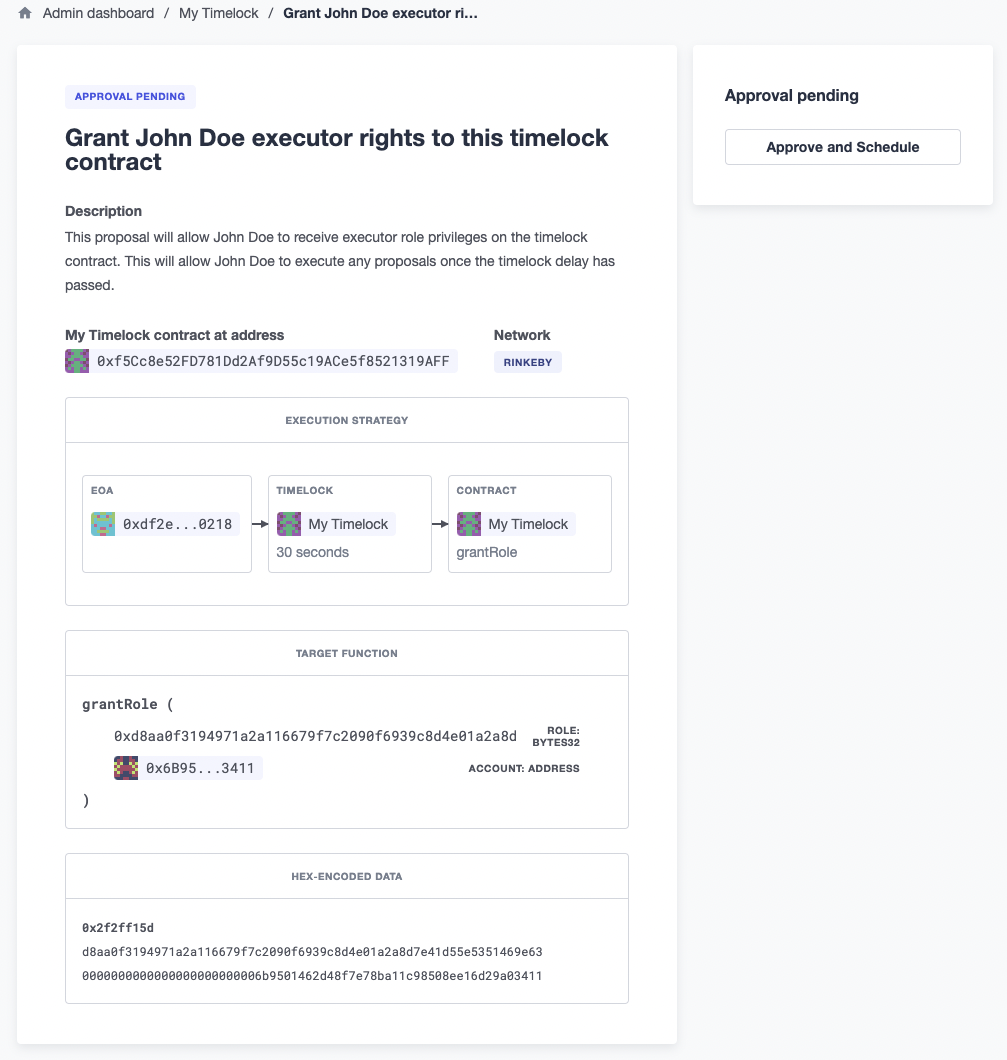 Admin dashboard / My Timelock / Grant John Doe executor ri...
APPROVAL PENDING
Grant John Doe executor rights to this timelock
contract
Description
This proposal will allow John Doe to receive executor role privileges on the timelock
contract. This will allow John Doe to execute any proposals once the timelock delay has
passed.
My Timelock contract at address
0xf5Cc8e52FD781Dd2Af9D55c19ACe5f8521319AFF
Network
RINKEBY
EXECUTION STRATEGY
EOA
0xdf2e...0218
TIMELOCK
My Timelock
30 seconds
CONTRACT
My Timelock
grantRole
TARGET FUNCTION
grantRole (
0xd8aa0f3194971a2a116679f7c2090f6939c8d4e01a2a8d
ROLE:
BYTES32
0x6B95...3411
ACCOUNT: ADDRESS
)
HEX-ENCODED DATA
0x2f2ff15d
d8aa0f3194971a2a116679f7c2090f6939c8d4e01a2a8d7e41d55e5351469e63
0000000000000000000000006b9501462d48f7e78ba11c98508ee16d29a03411
Approval pending
Approve and Schedule